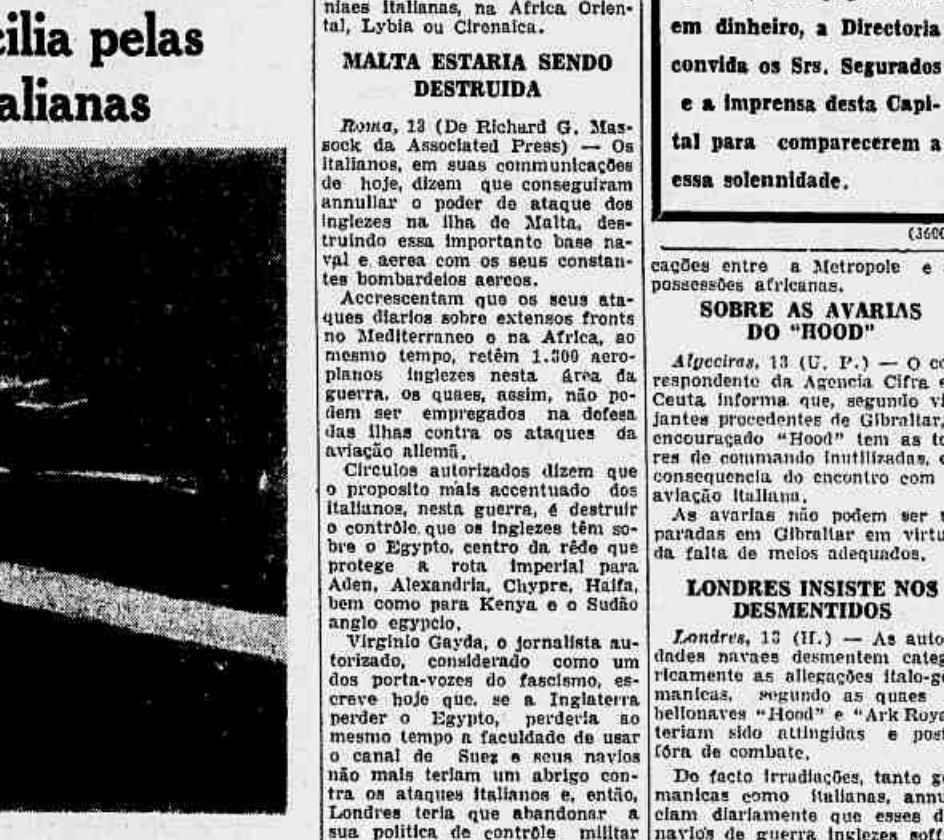 cilia pelas
alianas
niaes italianas, na Africa Orien-
tal, Lybia ou Cirenaica.
MALTA ESTARIA SENDO
DESTRUIDA
Roma, 13 (De Richard G. Mas-
sock da Associated Press) — Os
italianos, em suas communicações
de hoje, dizem que conseguiram
annullar o poder de ataque dos
inglezes na ilha de Malta, des-
truindo essa importante base na-
val e aerea com os seus constan-
tes bombardeios aereos.
Accrescentam que os seus ata-
ques diarios sobre extensos fronts
no Mediterraneo e na Africa, ao
mesmo tempo, retêm 1.300 aero-
planos inglezes nesta área da
guerra, os quaes, assim, não po-
dem ser empregados na defesa
das ilhas contra os ataques da
aviação allemã.
Circulos autorizados dizem que
o proposito mais accentuado dos
italianos, nesta guerra, é destruir
o contrôle que os inglezes têm so-
bre o Egypto, centro da rêde que
protege a rota imperial para
Aden, Alexandria, Chypre, Haifa,
bem como para Kenya e o Sudão
anglo egypcio.
Virginio Gayda, o jornalista au-
torizado, considerado como um
dos porta-vozes do fascismo, es-
creve hoje que, se a Inglaterra
perder o Egypto, perderia ao
mesmo tempo a faculdade de usar
o canal de Suez e seus navios
não mais teriam um abrigo con-
tra os ataques italianos e, então,
Londres teria que abandonar a
sua politica de contrôle militar
em dinheiro, a Directoria
convida os Srs. Segurados
e a imprensa desta Capi-
tal para comparecerem a
essa solennidade.
(3600
cações entre a Metropole e
possessões africanas.
SOBRE AS AVARIAS
DO "HOOD"
Algeciras, 13 (U. P.) — O co
respondente da Agencia Cifra e
Ceuta informa que, segundo vi
jantes procedentes de Gibraltar,
encouraçado "Hood" tem as to
res de commando inutilizadas, e
consequencia do encontro com
aviação italiana.
As avarias não podem ser
paradas em Gibraltar em virtu
da falta de meios adequados.
LONDRES INSISTE NOS
DESMENTIDOS
Londres, 13 (H.) — As auto
dades navaes desmentem categ
ricamente as allegações italo-ge
manicas, segundo as quaes
bellonaves "Hood" e "Ark Roya
teriam sido attingidas e post
fóra de combate.
De facto irradiações, tanto ge
manicas como italianas, annu
ciam diariamente que esses d
navios de guerra inglezes sof